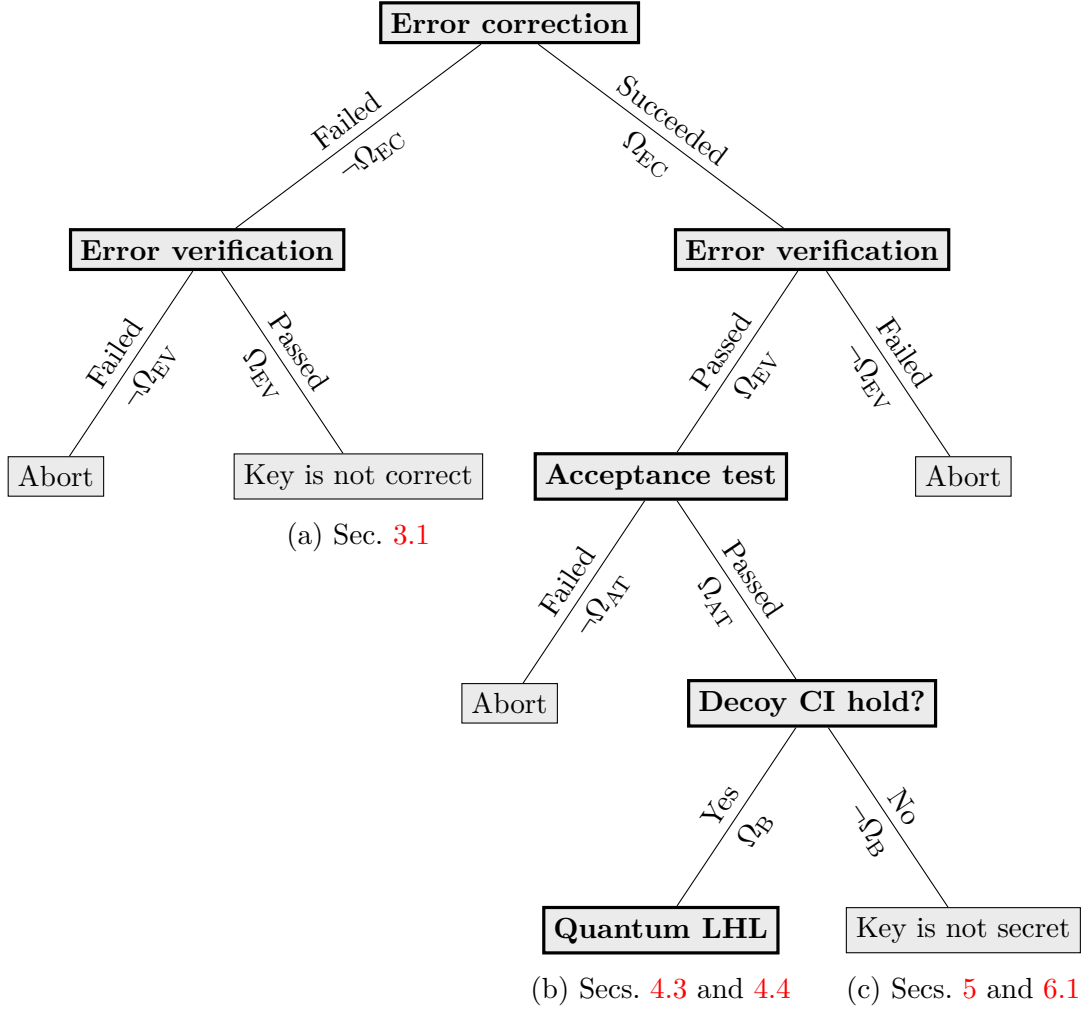 Error correction
Failed
¬Ω_EC
Succeeded
Ω_EC
Error verification
Error verification
Failed
¬Ω_EV
Passed
Ω_EV
Passed
Ω_EV
Failed
¬Ω_EV
Abort
Key is not correct
Acceptance test
Abort
(a) Sec. 3.1
Failed
¬Ω_AT
Passed
Ω_AT
Abort
Decoy CI hold?
Yes
Ω_B
No
¬Ω_B
Quantum LHL
Key is not secret
(b) Secs. 4.3 and 4.4
(c) Secs. 5 and 6.1